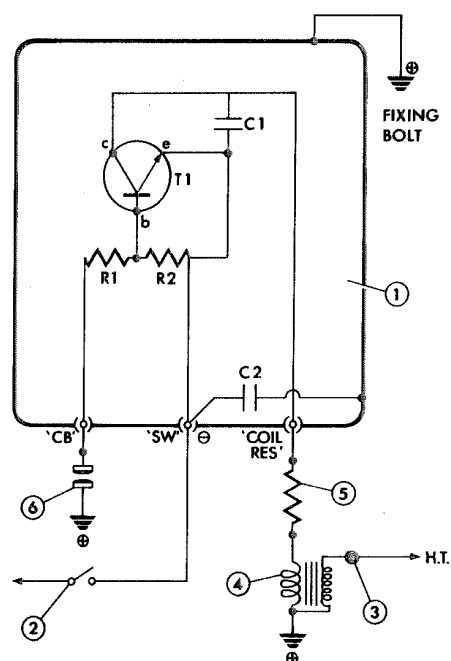 ⊕
FIXING
BOLT
C1
c
e
T1
b
R1
R2
1
C2
'CB'
'SW'
⊖
'COIL
RES'
6
⊕
5
2
4
3
H.T.
⊕